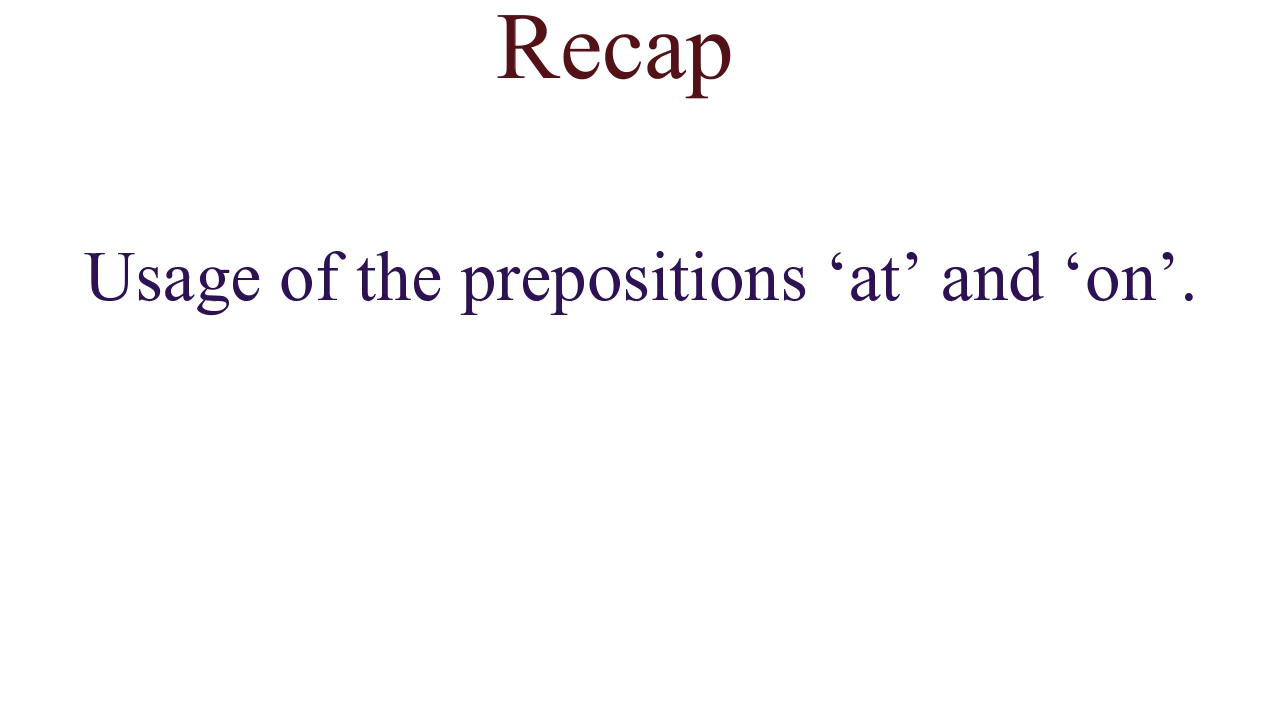 Recap
Usage of the prepositions ‘at’ and ‘on’.